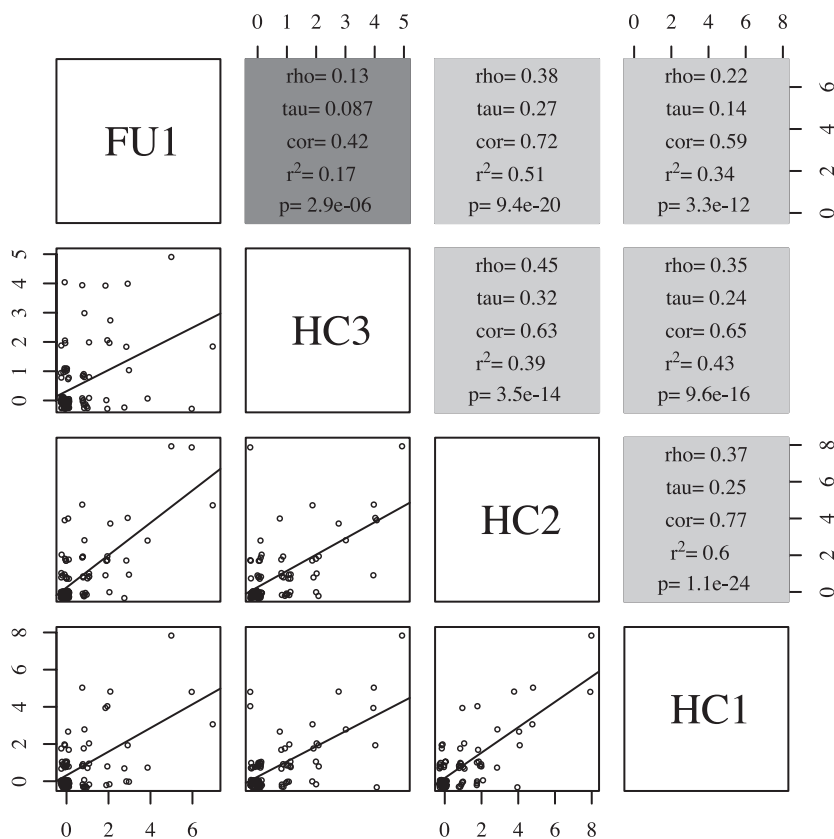 0 1 2 3 4 5
0 2 4 6 8
FU1
rho= 0.13
tau= 0.087
cor= 0.42
r²= 0.17
p= 2.9e-06
rho= 0.38
tau= 0.27
cor= 0.72
r²= 0.51
p= 9.4e-20
rho= 0.22
tau= 0.14
cor= 0.59
r²= 0.34
p= 3.3e-12
0 2 4 6
0 1 2 3 4 5
HC3
rho= 0.45
tau= 0.32
cor= 0.63
r²= 0.39
p= 3.5e-14
rho= 0.35
tau= 0.24
cor= 0.65
r²= 0.43
p= 9.6e-16
HC2
rho= 0.37
tau= 0.25
cor= 0.77
r²= 0.6
p= 1.1e-24
0 2 4 6 8
0 2 4 6 8
HC1
0 2 4 6
0 2 4 6 8